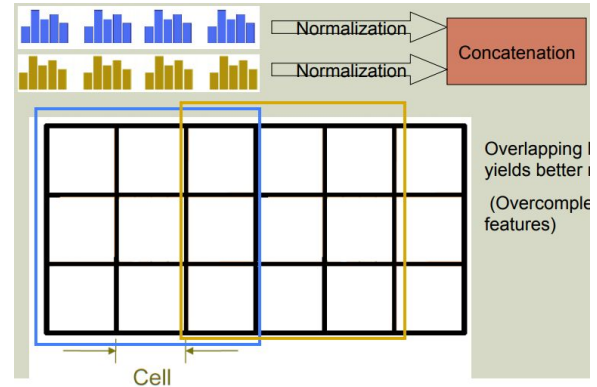 Normalization
Concatenation
Normalization
Overlapping
yields better
(Overcomple
features)
Cell